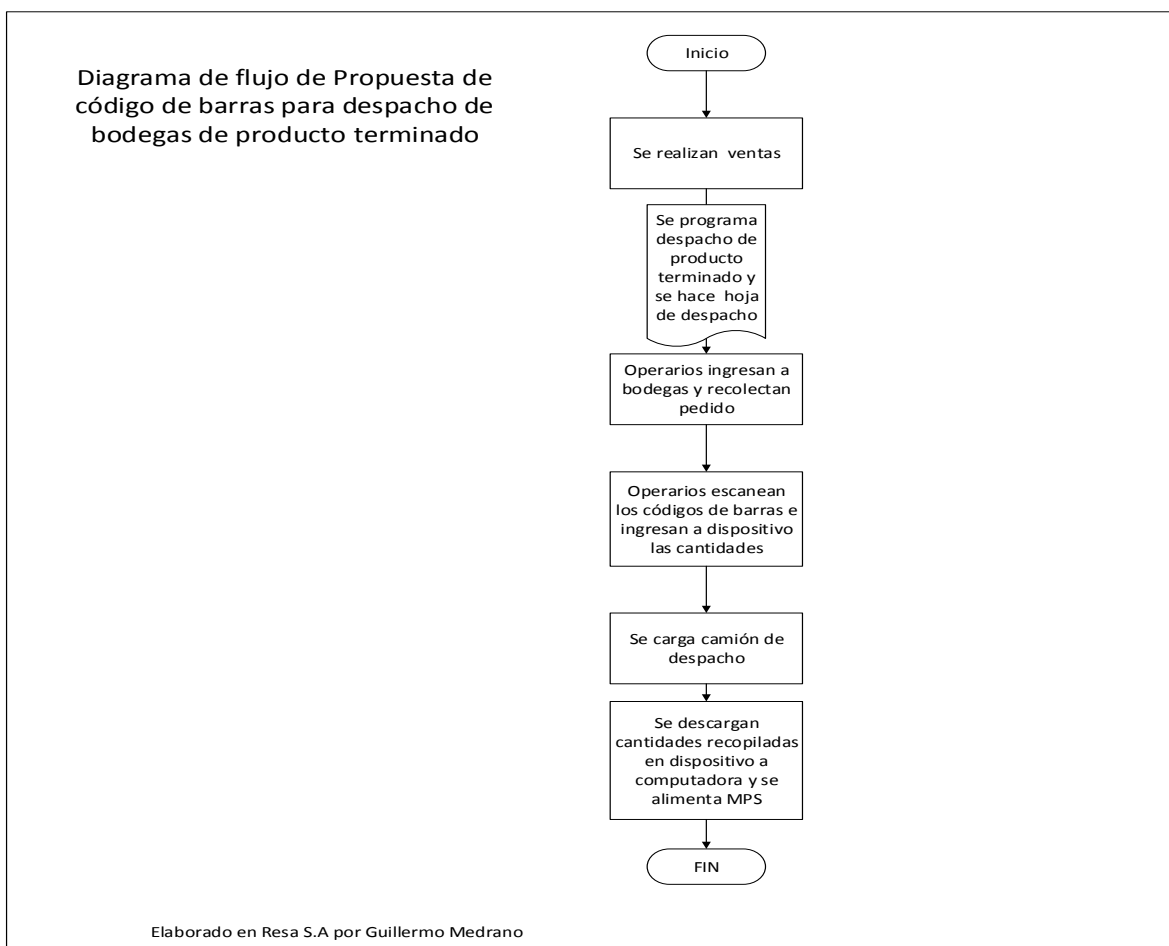 Diagrama de flujo de Propuesta de
código de barras para despacho de
bodegas de producto terminado
Inicio
Se realizan ventas
Se programa
despacho de
producto
terminado y
se hace hoja
de despacho
Operarios ingresan a
bodegas y recolectan
pedido
Operarios escanean
los códigos de barras e
ingresan a dispositivo
las cantidades
Se carga camión de
despacho
Se descargan
cantidades recopiladas
en dispositivo a
computadora y se
alimenta MPS
FIN
Elaborado en Resa S.A por Guillermo Medrano